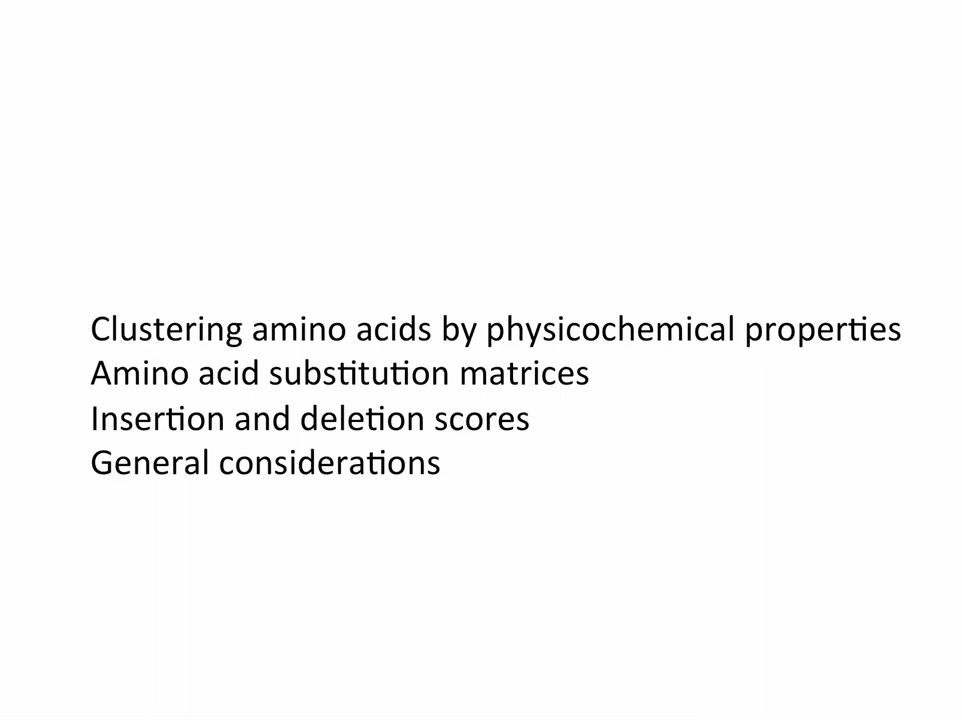 Clustering amino acids by physicochemical properties
Amino acid substitution matrices
Insertion and deletion scores
General considerations